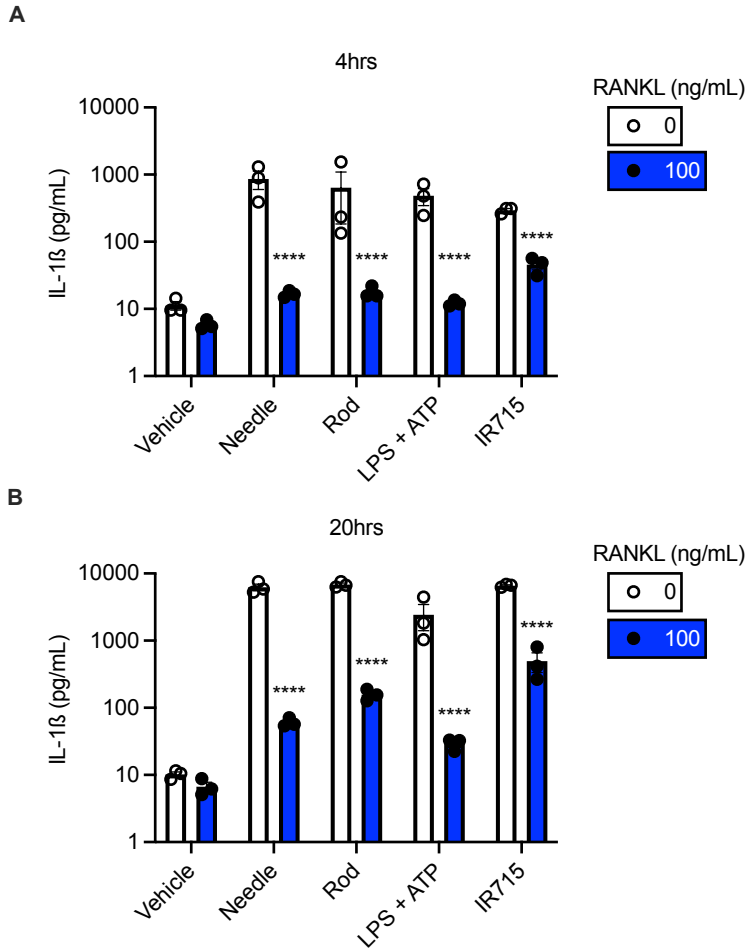 A
4hrs
RANKL (ng/mL)
0
100
IL-1ß (pg/mL)
10000
1000
100
10
1
**** **** **** ****
Vehicle Needle Rod LPS + ATP IR715
B
20hrs
RANKL (ng/mL)
0
100
IL-1ß (pg/mL)
10000
1000
100
10
1
**** **** **** ****
Vehicle Needle Rod LPS + ATP IR715